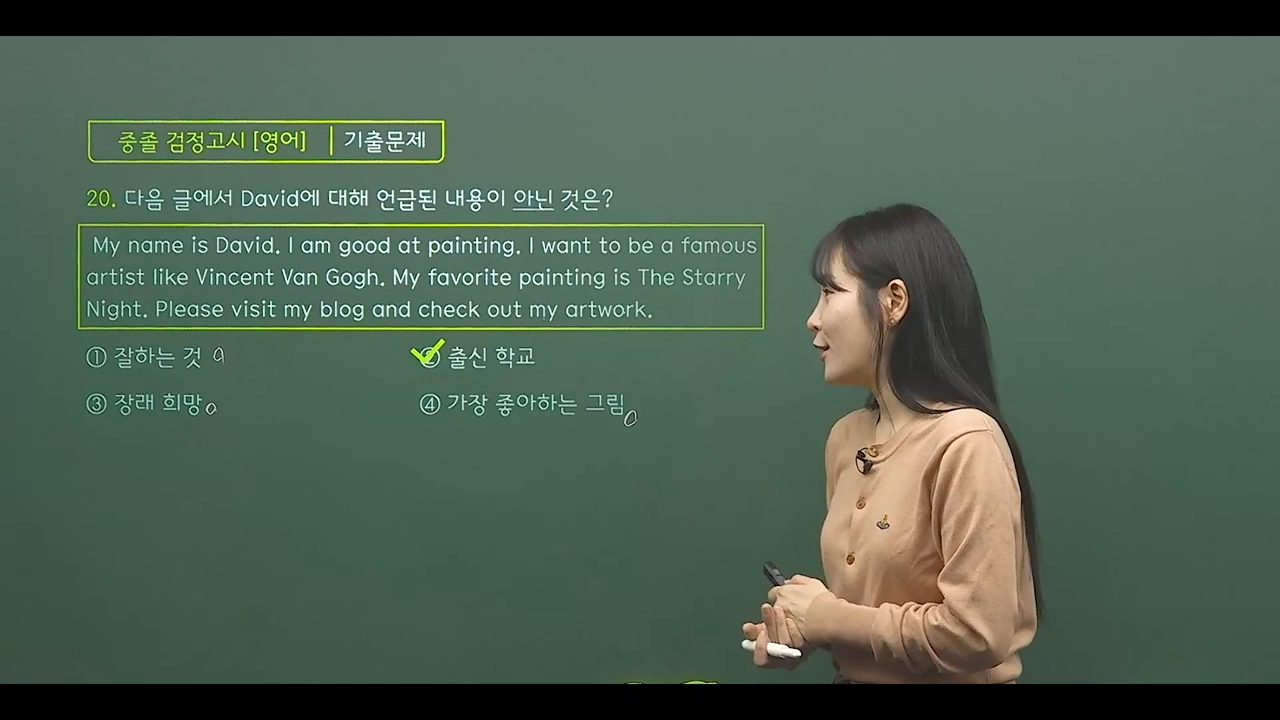 중졸 검정고시 [영어] | 기출문제
20. 다음 글에서 David에 대해 언급된 내용이 아닌 것은?
My name is David. I am good at painting. I want to be a famous
artist like Vincent Van Gogh. My favorite painting is The Starry
Night. Please visit my blog and check out my artwork.
① 잘하는 것 ② 출신 학교
③ 장래 희망 ④ 가장 좋아하는 그림